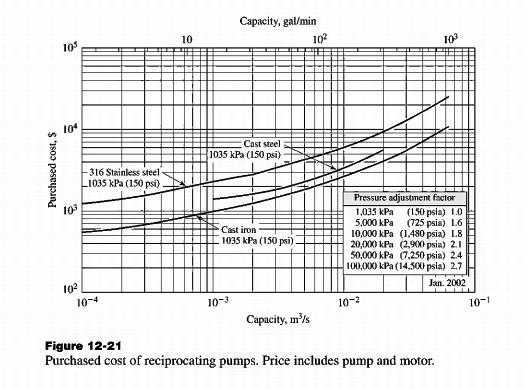 Capacity, gal/min
10 10² 10³
10⁵
10⁴
10³
10²
Purchased cost, $
Cast steel
1035 kPa (150 psi)
316 Stainless steel
1035 kPa (150 psi)
Cast iron
1035 kPa (150 psi)
Pressure adjustment factor
1,035 kPa (150 psia) 1.0
5,000 kPa (725 psia) 1.6
10,000 kPa (1,480 psia) 1.8
20,000 kPa (2,900 psia) 2.1
50,000 kPa (7,250 psia) 2.4
100,000 kPa (14,500 psia) 2.7
Jan. 2002
10⁻⁴ 10⁻³ 10⁻² 10⁻¹
Capacity, m³/s
Figure 12-21
Purchased cost of reciprocating pumps. Price includes pump and motor.